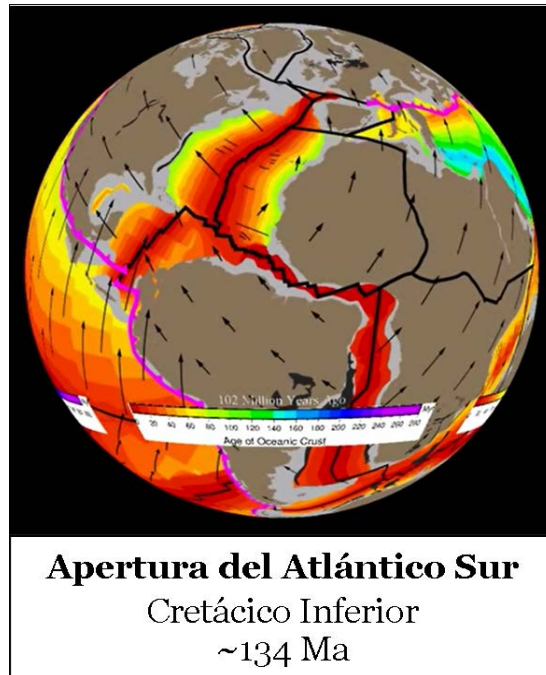 102 Million Years Ago
0 20 40 60 80 100 120 140 160 180 200 220 240 260 280
Age of Oceanic Crust
Apertura del Atlántico Sur
Cretácico Inferior
~134 Ma